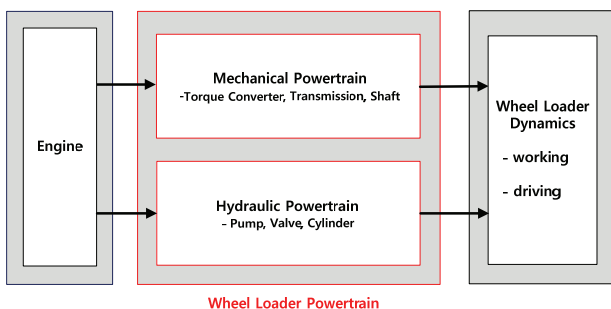 Engine
Mechanical Powertrain
-Torque Converter, Transmission, Shaft
Hydraulic Powertrain
- Pump, Valve, Cylinder
Wheel Loader
Dynamics
- working
- driving
Wheel Loader Powertrain